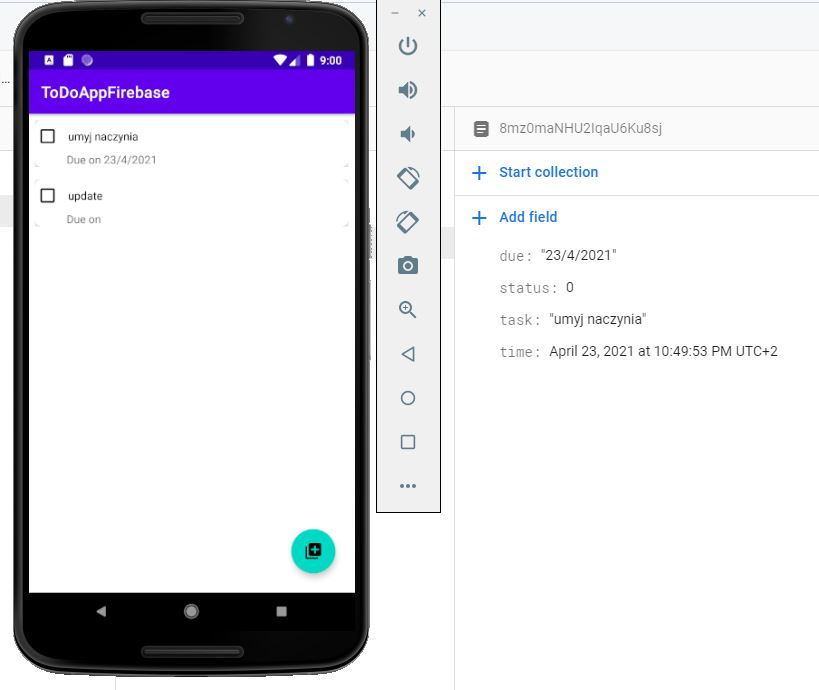 9:00
ToDoAppFirebase
umyj naczynia
Due on 23/4/2021
update
Due on
...
8mz0maNHU2IqaU6Ku8sj
Start collection
Add field
due: "23/4/2021"
status: 0
task: "umyj naczynia"
time: April 23, 2021 at 10:49:53 PM UTC+2